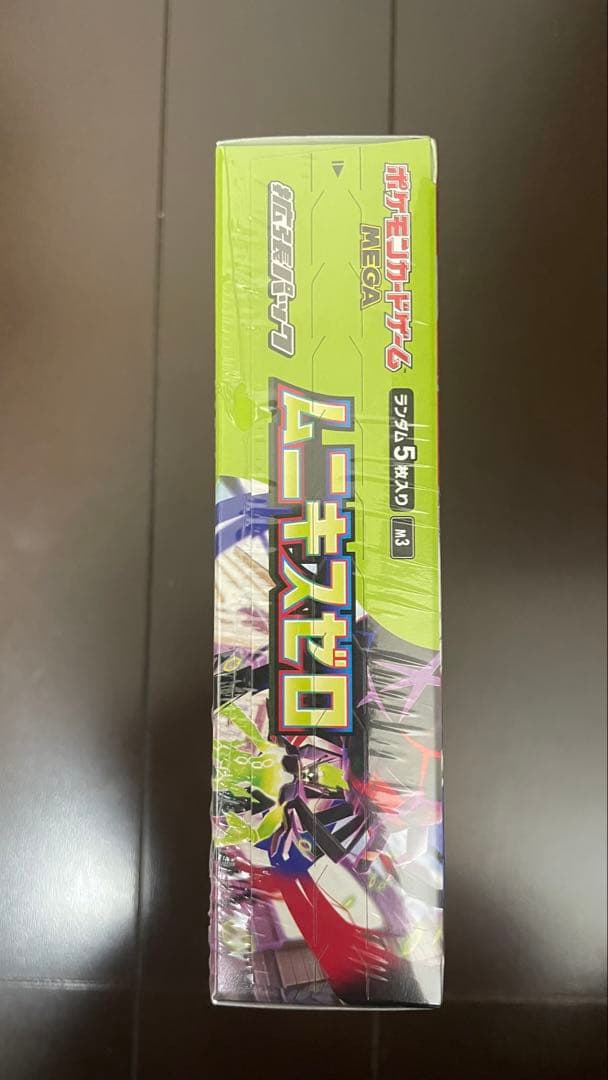 ポケモンカードゲーム
MEGA
拡張パック
ランダム5枚入り
M3
ムニキスゼロ